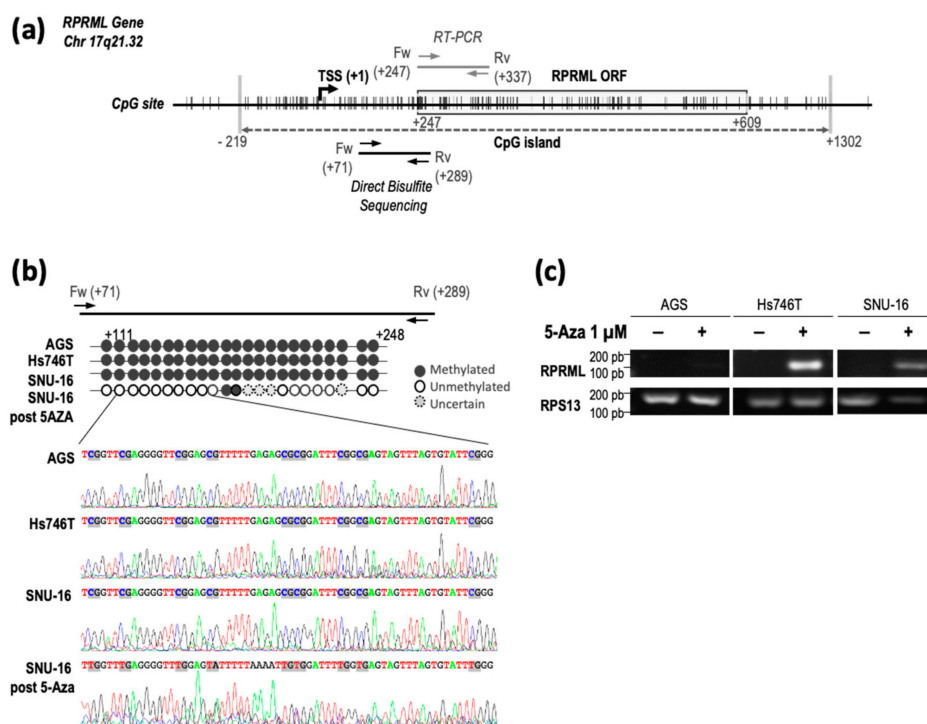 (a)
RPRML Gene
Chr 17q21.32
RT-PCR
Fw
(+247)
Rv
(+337)
TSS (+1)
RPRML ORF
CpG site
+247
+609
- 219
CpG island
+1302
Fw
(+71)
Rv
(+289)
Direct Bisulfite
Sequencing
(b)
Fw (+71)
Rv (+289)
+111
+248
AGS
Hs746T
SNU-16
SNU-16
post 5AZA
Methylated
Unmethylated
Uncertain
AGS
TCGGTTCGAGGGGTTCGGAGCGTTTTTGAGAGCGCGGATTTCGGCGAGTAGTTTAGTGTATTCGGG
Hs746T
TCGGTTCGAGGGGTTCGGAGCGTTTTTGAGAGCGCGGATTTCGGCGAGTAGTTTAGTGTATTCGGG
SNU-16
TCGGTTCGAGGGGTTCGGAGCGTTTTTGAGAGCGCGGATTTCGGCGAGTAGTTTAGTGTATTCGGG
SNU-16
post 5-Aza
TTGGTTTGAGGGGTTTGGAGTATTTTTAAAATTGTGGATTTTGGTGAGTAGTTTAGTGTATTTGGG
(c)
AGS
Hs746T
SNU-16
5-Aza 1 µM
– + – + – +
RPRML
200 pb
100 pb
RPS13
200 pb
100 pb